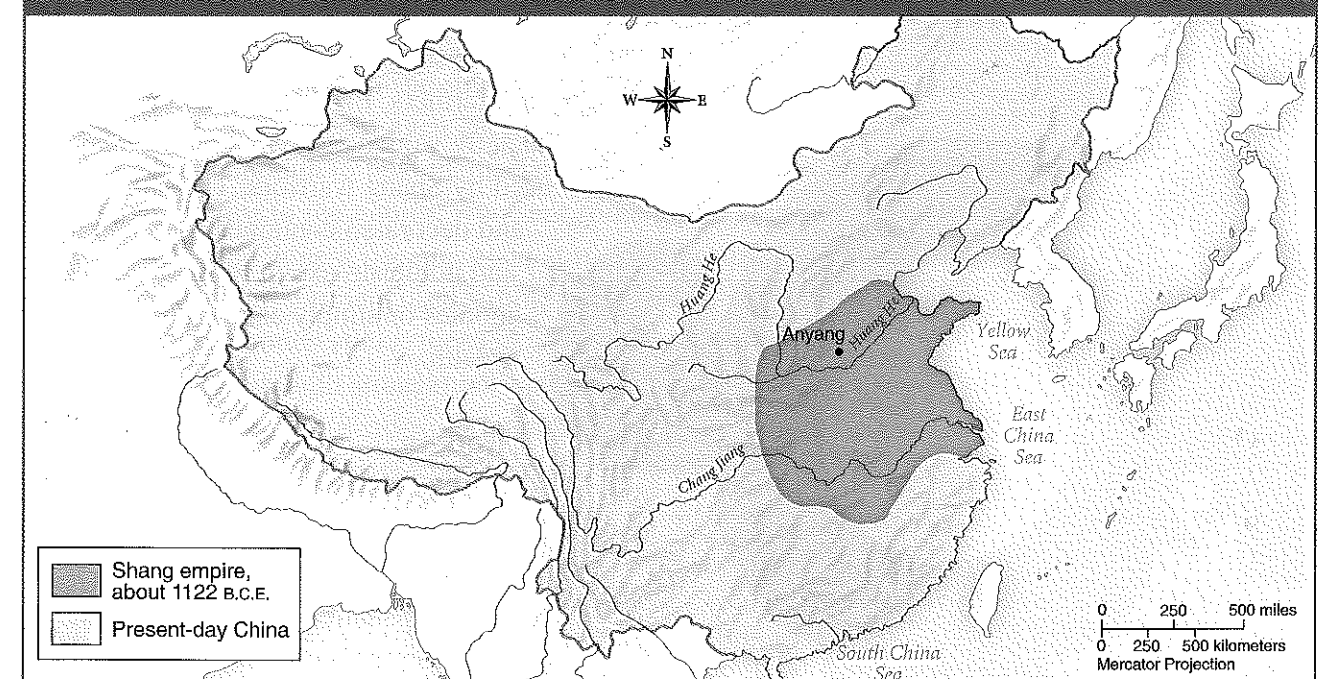 N
W E
S
Huang He
Anyang
Huang He
Yellow
Sea
East
China
Sea
Chang Jiang
Shang empire,
about 1122 B.C.E.
Present-day China
0 250 500 miles
0 250 500 kilometers
Mercator Projection
South China
Sea